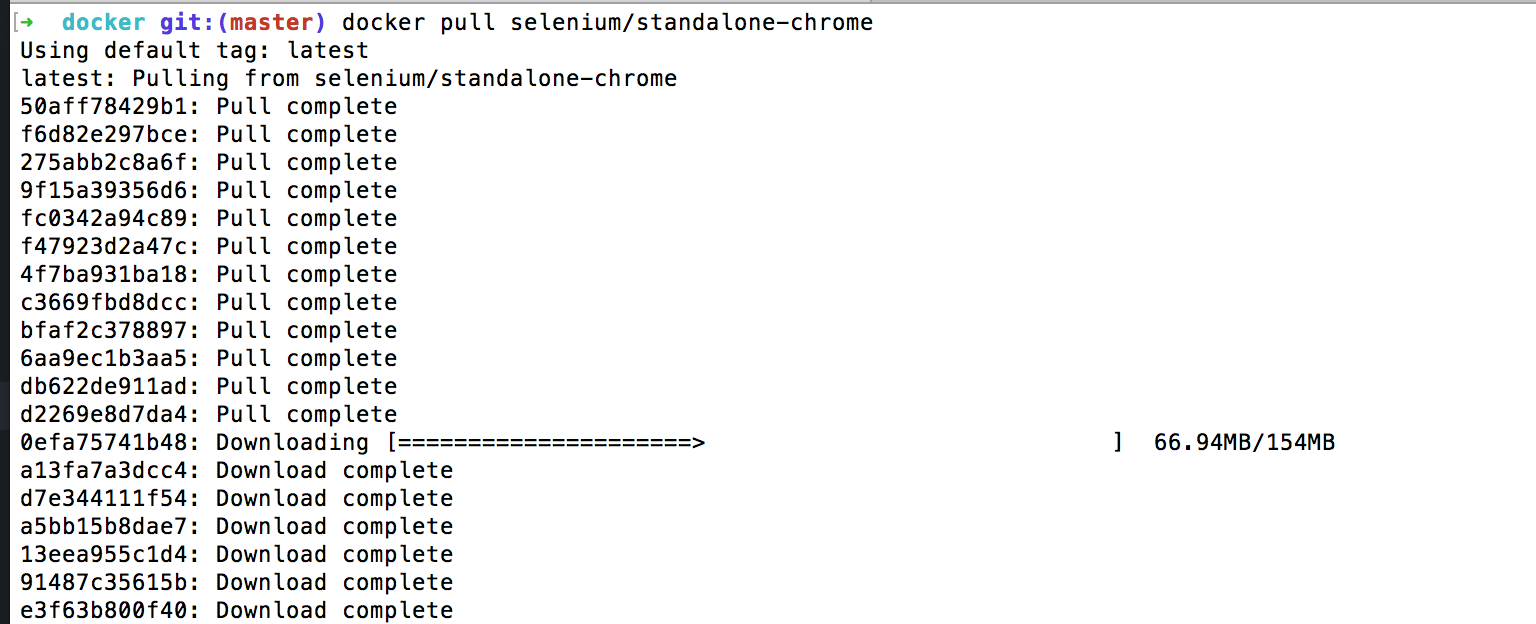 [→ docker git:(master) docker pull selenium/standalone-chrome
Using default tag: latest
latest: Pulling from selenium/standalone-chrome
50aff78429b1: Pull complete
f6d82e297bce: Pull complete
275abb2c8a6f: Pull complete
9f15a39356d6: Pull complete
fc0342a94c89: Pull complete
f47923d2a47c: Pull complete
4f7ba931ba18: Pull complete
c3669fbd8dcc: Pull complete
bfaf2c378897: Pull complete
6aa9ec1b3aa5: Pull complete
db622de911ad: Pull complete
d2269e8d7da4: Pull complete
0efa75741b48: Downloading [=====================>                             ]  66.94MB/154MB
a13fa7a3dcc4: Download complete
d7e344111f54: Download complete
a5bb15b8dae7: Download complete
13eea955c1d4: Download complete
91487c35615b: Download complete
e3f63b800f40: Download complete